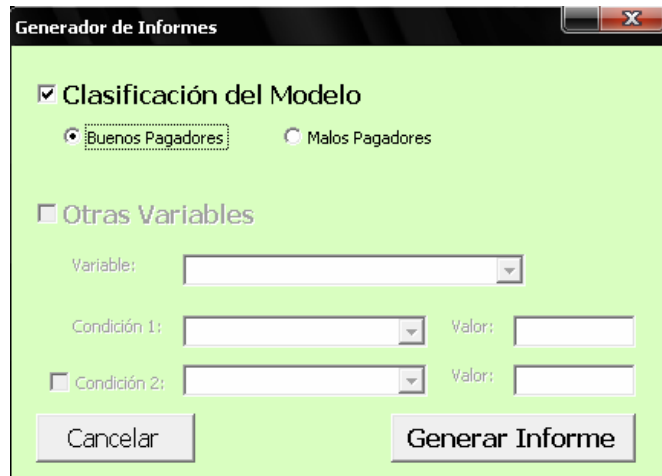 Generador de Informes
Clasificación del Modelo
Buenos Pagadores Malos Pagadores
Otras Variables
Variable:
Condición 1: Valor:
Condición 2: Valor:
Cancelar Generar Informe